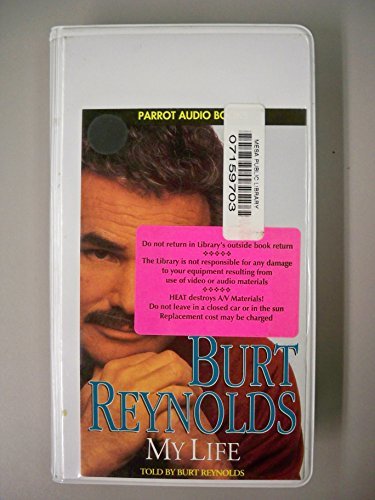 PARROT AUDIO BO
MESA PUBLIC LIBRARY
07159703
Do not return in Library's outside book return
The Library is not responsible for any damage
to your equipment resulting from
use of video or audio materials
HEAT destroys A/V Materials!
Do not leave in a closed car or in the sun
Replacement cost may be charged
BURT
REYNOLDS
MY LIFE
TOLD BY BURT REYNOLDS